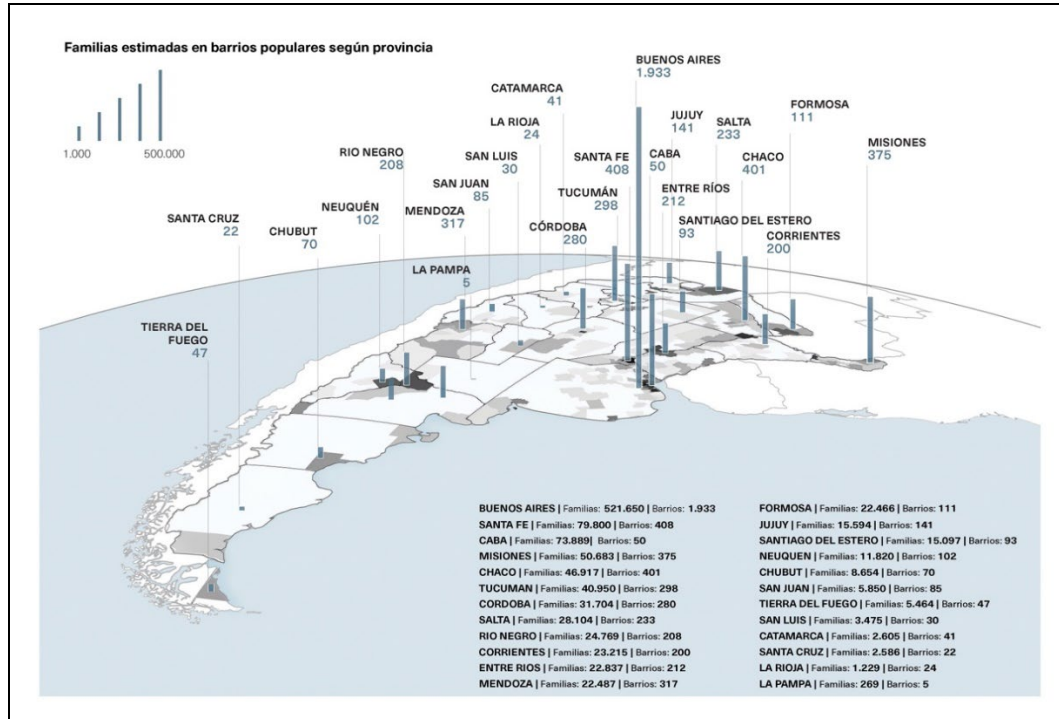 Familias estimadas en barrios populares según provincia
1.000
500.000
BUENOS AIRES
1.933
CATAMARCA
41
JUJUY
141
FORMOSA
111
LA RIOJA
24
SALTA
233
MISIONES
375
RIO NEGRO
208
SAN LUIS
30
SANTA FE
408
CABA
50
CHACO
401
SAN JUAN
85
TUCUMÁN
298
ENTRE RÍOS
212
NEUQUÉN
102
MENDOZA
317
SANTA CRUZ
22
CHUBUT
70
CÓRDOBA
280
SANTIAGO DEL ESTERO
93
CORRIENTES
200
LA PAMPA
5
TIERRA DEL
FUEGO
47
BUENOS AIRES | Familias: 521.650 | Barrios: 1.933
SANTA FE | Familias: 79.800 | Barrios: 408
CABA | Familias: 73.889| Barrios: 50
MISIONES | Familias: 50.683 | Barrios: 375
CHACO | Familias: 46.917 | Barrios: 401
TUCUMAN | Familias: 40.950 | Barrios: 298
CORDOBA | Familias: 31.704 | Barrios: 280
SALTA | Familias: 28.104 | Barrios: 233
RIO NEGRO | Familias: 24.769 | Barrios: 208
CORRIENTES | Familias: 23.215 | Barrios: 200
ENTRE RIOS | Familias: 22.837 | Barrios: 212
MENDOZA | Familias: 22.487 | Barrios: 317
FORMOSA | Familias: 22.466 | Barrios: 111
JUJUY | Familias: 15.594 | Barrios: 141
SANTIAGO DEL ESTERO | Familias: 15.097 | Barrios: 93
NEUQUEN | Familias: 11.820 | Barrios: 102
CHUBUT | Familias: 8.654 | Barrios: 70
SAN JUAN | Familias: 5.850 | Barrios: 85
TIERRA DEL FUEGO | Familias: 5.464 | Barrios: 47
SAN LUIS | Familias: 3.475 | Barrios: 30
CATAMARCA | Familias: 2.605 | Barrios: 41
SANTA CRUZ | Familias: 2.586 | Barrios: 22
LA RIOJA | Familias: 1.229 | Barrios: 24
LA PAMPA | Familias: 269 | Barrios: 5